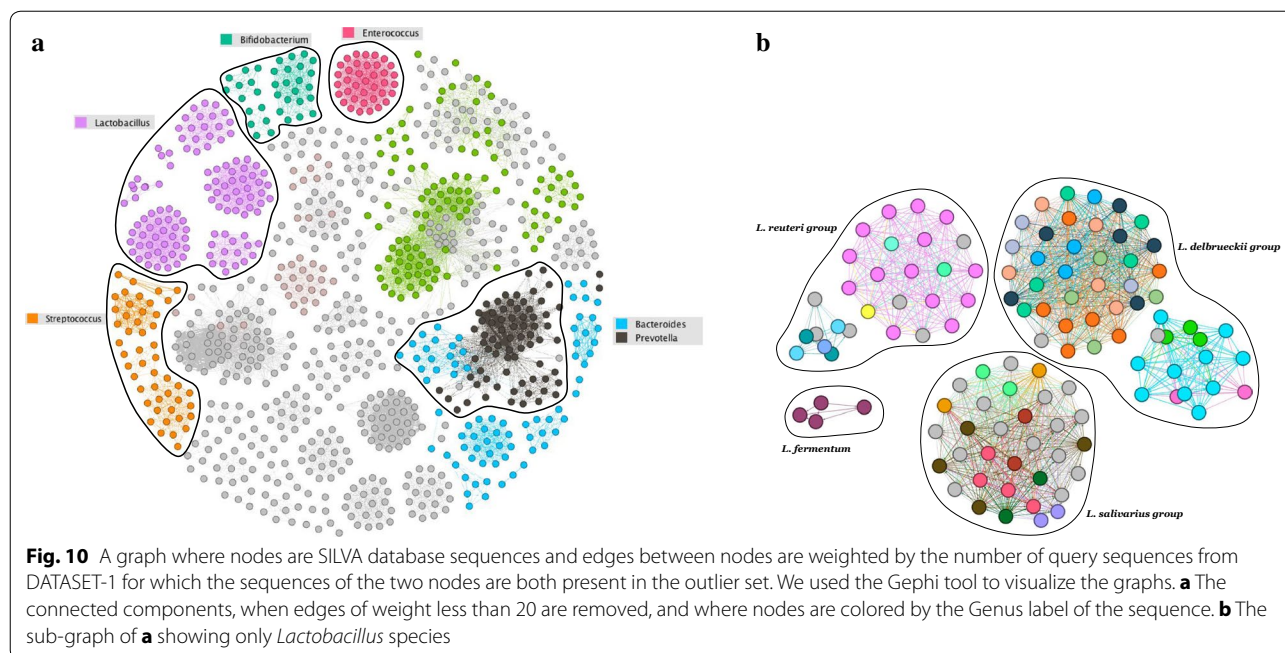 a
Bifidobacterium
Enterococcus
Lactobacillus
Streptococcus
Bacteroides
Prevotella
b
L. reuteri group
L. delbrueckii group
L. fermentum
L. salivarius group
Fig. 10 A graph where nodes are SILVA database sequences and edges between nodes are weighted by the number of query sequences from
DATASET-1 for which the sequences of the two nodes are both present in the outlier set. We used the Gephi tool to visualize the graphs. a The
connected components, when edges of weight less than 20 are removed, and where nodes are colored by the Genus label of the sequence. b The
sub-graph of a showing only Lactobacillus species